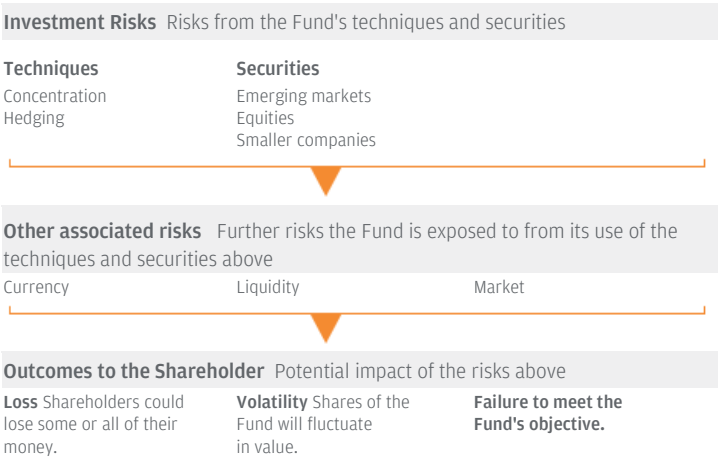 Investment Risks Risks from the Fund's techniques and securities
Techniques
Concentration
Hedging
Securities
Emerging markets
Equities
Smaller companies
Other associated risks Further risks the Fund is exposed to from its use of the
techniques and securities above
Currency Liquidity Market
Outcomes to the Shareholder Potential impact of the risks above
Loss Shareholders could
lose some or all of their
money.
Volatility Shares of the
Fund will fluctuate
in value.
Failure to meet the
Fund's objective.